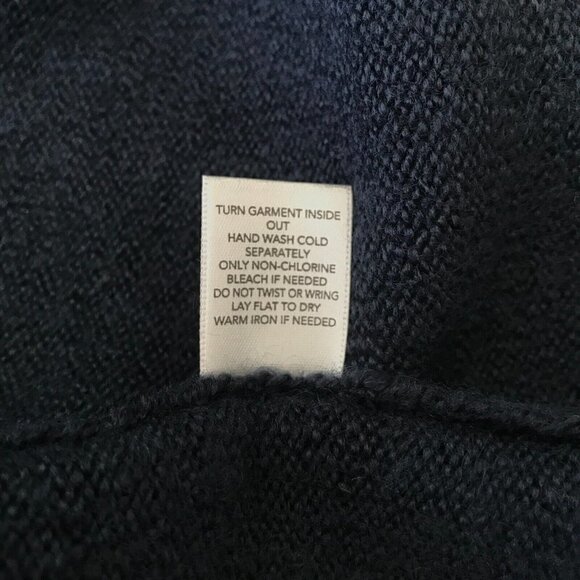 TURN GARMENT INSIDE
OUT
HAND WASH COLD
SEPARATELY
ONLY NON-CHLORINE
BLEACH IF NEEDED
DO NOT TWIST OR WRING
LAY FLAT TO DRY
WARM IRON IF NEEDED